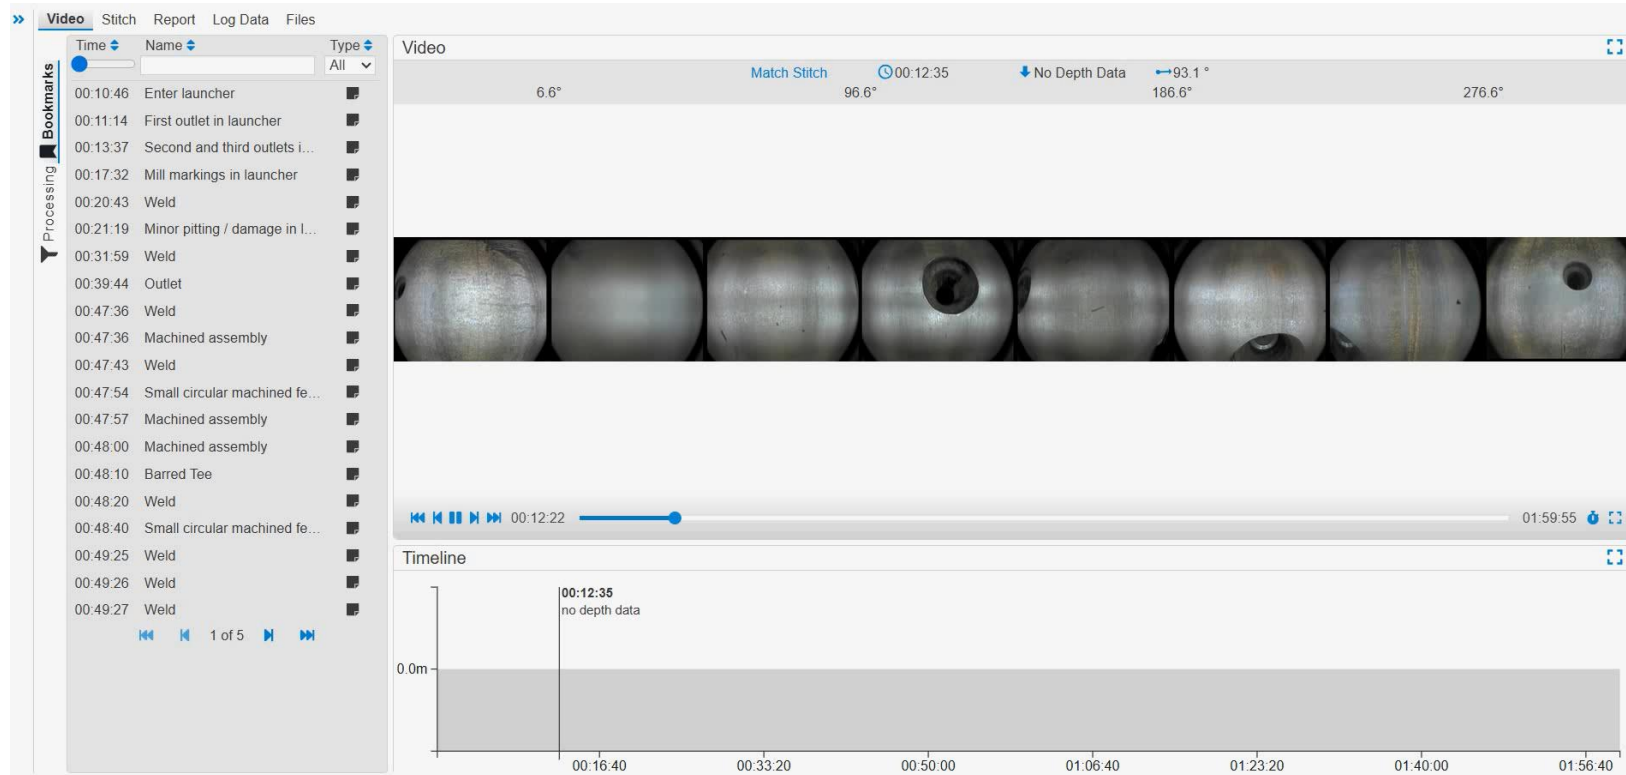 Video Stitch Report Log Data Files
Bookmarks
Processing
Time Name Type
All
00:10:46 Enter launcher
00:11:14 First outlet in launcher
00:13:37 Second and third outlets i...
00:17:32 Mill markings in launcher
00:20:43 Weld
00:21:19 Minor pitting / damage in l...
00:31:59 Weld
00:39:44 Outlet
00:47:36 Weld
00:47:36 Machined assembly
00:47:43 Weld
00:47:54 Small circular machined fe...
00:47:57 Machined assembly
00:48:00 Machined assembly
00:48:10 Barred Tee
00:48:20 Weld
00:48:40 Small circular machined fe...
00:49:25 Weld
00:49:26 Weld
00:49:27 Weld
1 of 5
Video
Match Stitch 00:12:35 No Depth Data 93.1 °
6.6° 96.6° 186.6° 276.6°
00:12:22 01:59:55
Timeline
00:12:35
no depth data
0.0m
00:16:40 00:33:20 00:50:00 01:06:40 01:23:20 01:40:00 01:56:40